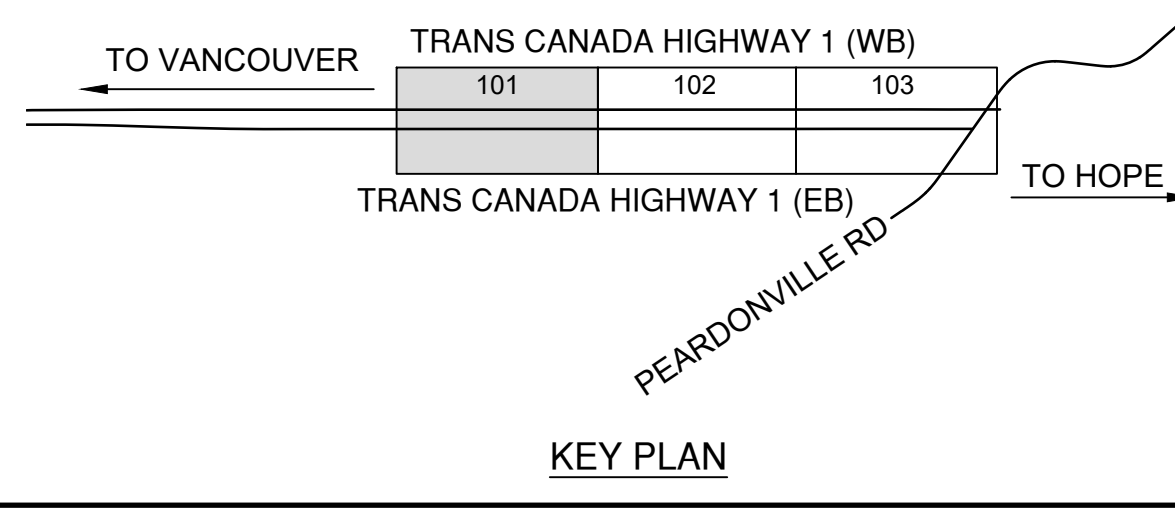 TRANS CANADA HIGHWAY 1 (WB)
TO VANCOUVER
101
102
103
TO HOPE
TRANS CANADA HIGHWAY 1 (EB)
PEARDONVILLE RD
KEY PLAN